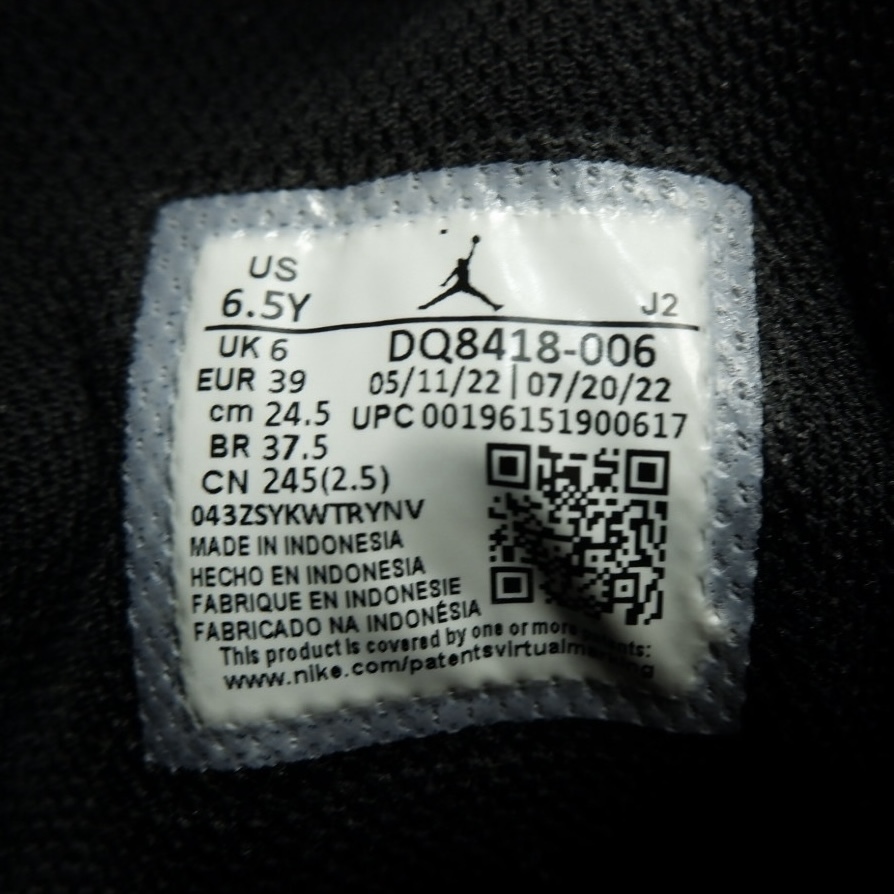 US
6.5Y
J2
UK 6
EUR 39
cm 24.5
BR 37.5
CN 245(2.5)
DQ8418-006
05/11/22 | 07/20/22
UPC 00196151900617
043ZSYKWTRYNV
MADE IN INDONESIA
HECHO EN INDONESIA
FABRIQUE EN INDONESIE
FABRICADO NA INDONÉSIA
This product is covered by one or more
www.nike.com/patentsvirtualmarking